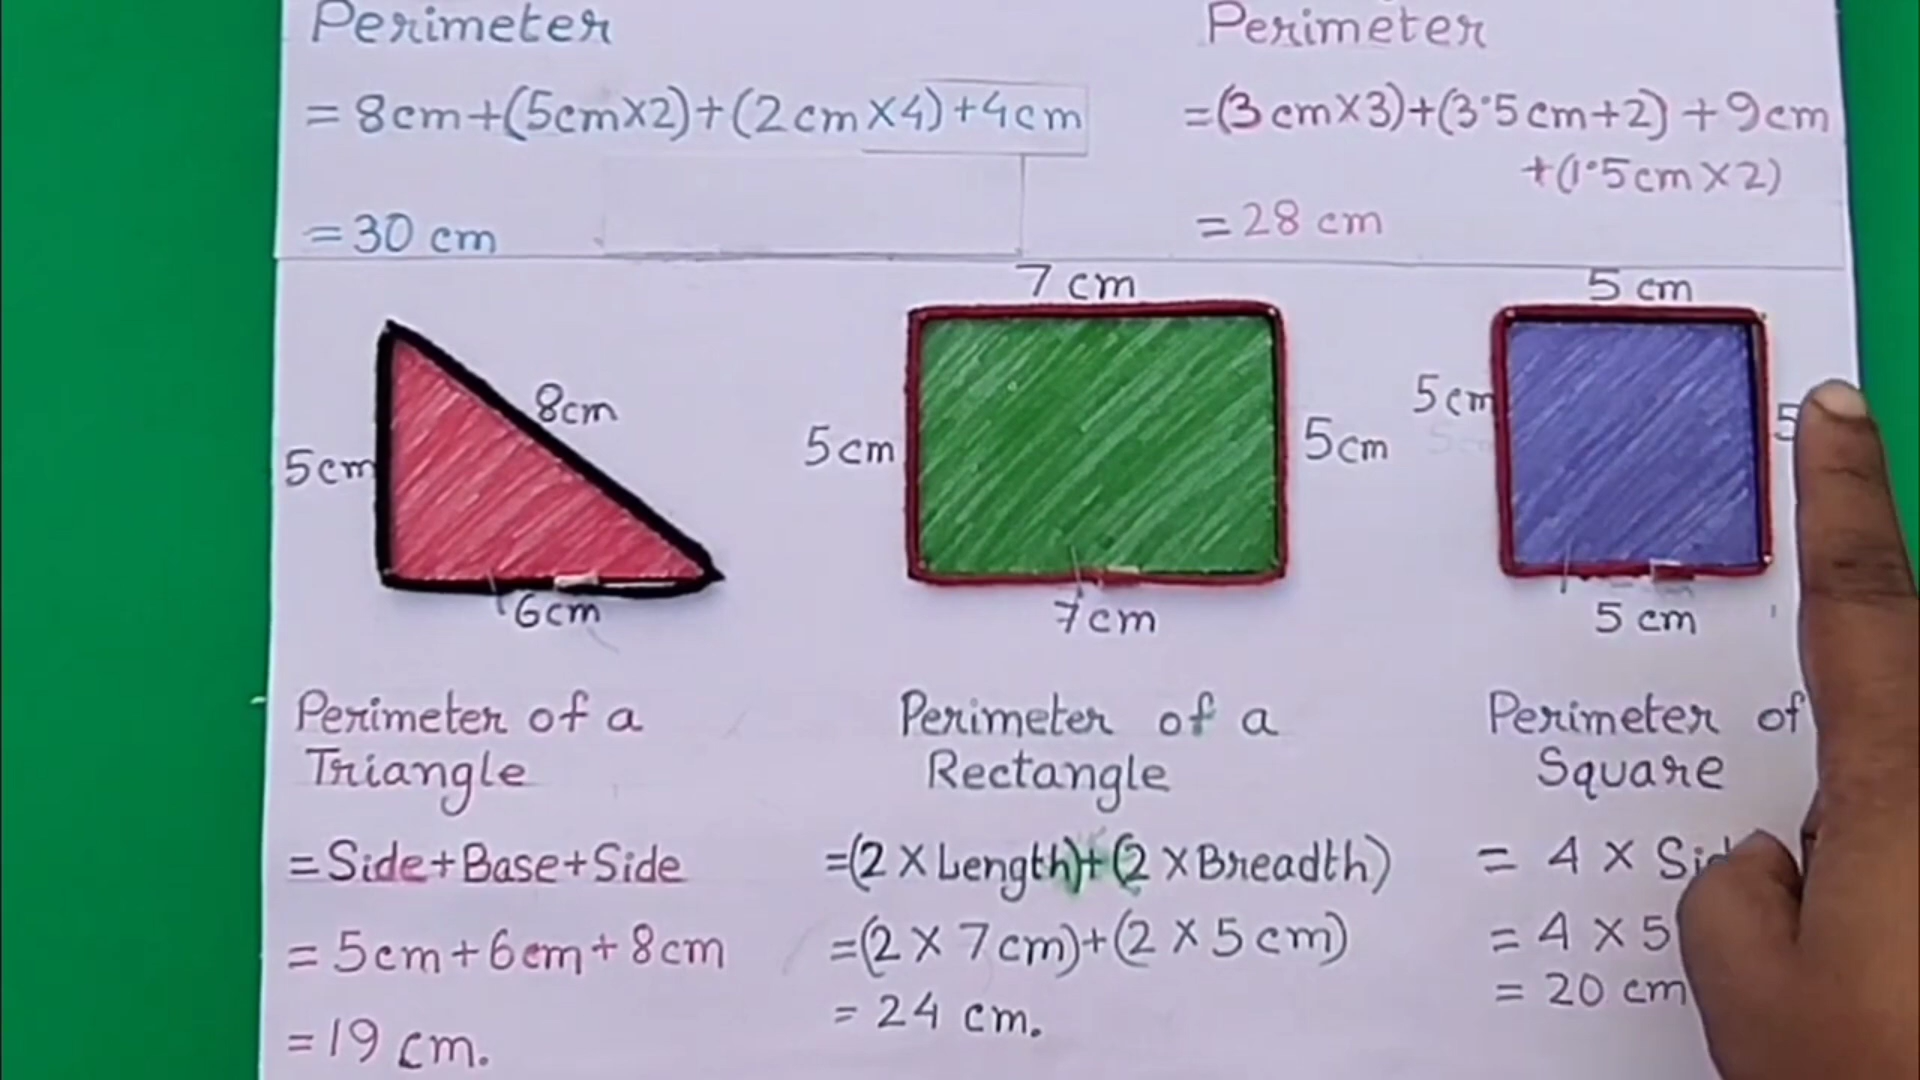 Perimeter
= 8cm+(5cm×2)+(2cm×4)+4cm
= 30 cm
Perimeter
=(3cm×3)+(3.5cm+2)+9cm
+(1.5cm×2)
= 28 cm
5cm
8cm
6cm
7 cm
5cm
5cm
7cm
5 cm
5cm
5
5 cm
Perimeter of a
Triangle
= Side+Base+Side
= 5cm+6cm+8cm
= 19 cm.
Perimeter of a
Rectangle
=(2×Length)+(2×Breadth)
=(2×7cm)+(2×5cm)
= 24 cm.
Perimeter of
Square
= 4 ×
= 4 × 5
= 20 cm